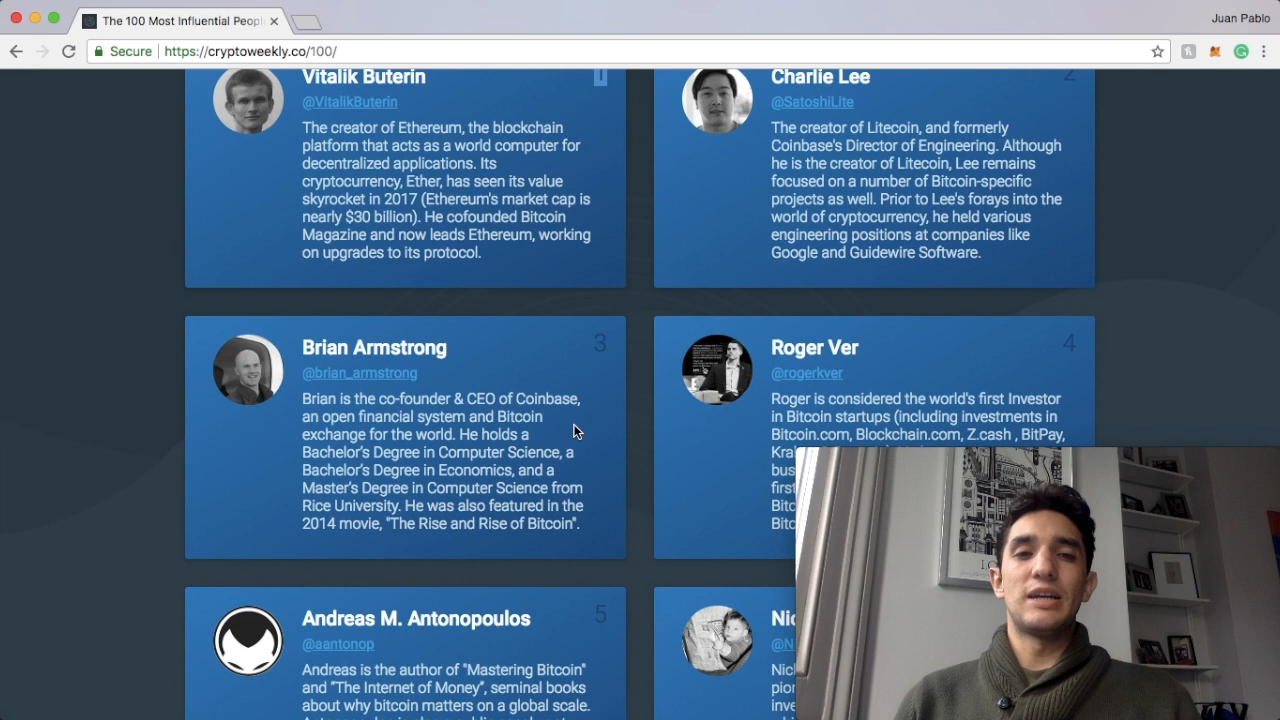 The 100 Most Influential Peopl
Juan Pablo
Secure https://cryptoweekly.co/100/
Vitalik Buterin
1
@VitalikButerin
The creator of Ethereum, the blockchain
platform that acts as a world computer for
decentralized applications. Its
cryptocurrency, Ether, has seen its value
skyrocket in 2017 (Ethereum's market cap is
nearly $30 billion). He cofounded Bitcoin
Magazine and now leads Ethereum, working
on upgrades to its protocol.
Charlie Lee
2
@SatoshiLite
The creator of Litecoin, and formerly
Coinbase's Director of Engineering. Although
he is the creator of Litecoin, Lee remains
focused on a number of Bitcoin-specific
projects as well. Prior to Lee's forays into the
world of cryptocurrency, he held various
engineering positions at companies like
Google and Guidewire Software.
Brian Armstrong
3
@brian_armstrong
Brian is the co-founder & CEO of Coinbase,
an open financial system and Bitcoin
exchange for the world. He holds a
Bachelor's Degree in Computer Science, a
Bachelor's Degree in Economics, and a
Master's Degree in Computer Science from
Rice University. He was also featured in the
2014 movie, "The Rise and Rise of Bitcoin".
Roger Ver
4
@rogerkver
Roger is considered the world's first Investor
in Bitcoin startups (including investments in
Bitcoin.com, Blockchain.com, Z.cash , BitPay,
Kra
bus
first
Bitc
Bitc
Andreas M. Antonopoulos
5
@aantonop
Andreas is the author of "Mastering Bitcoin"
and "The Internet of Money", seminal books
about why bitcoin matters on a global scale.
Nic
@N
Nick
pion
inve